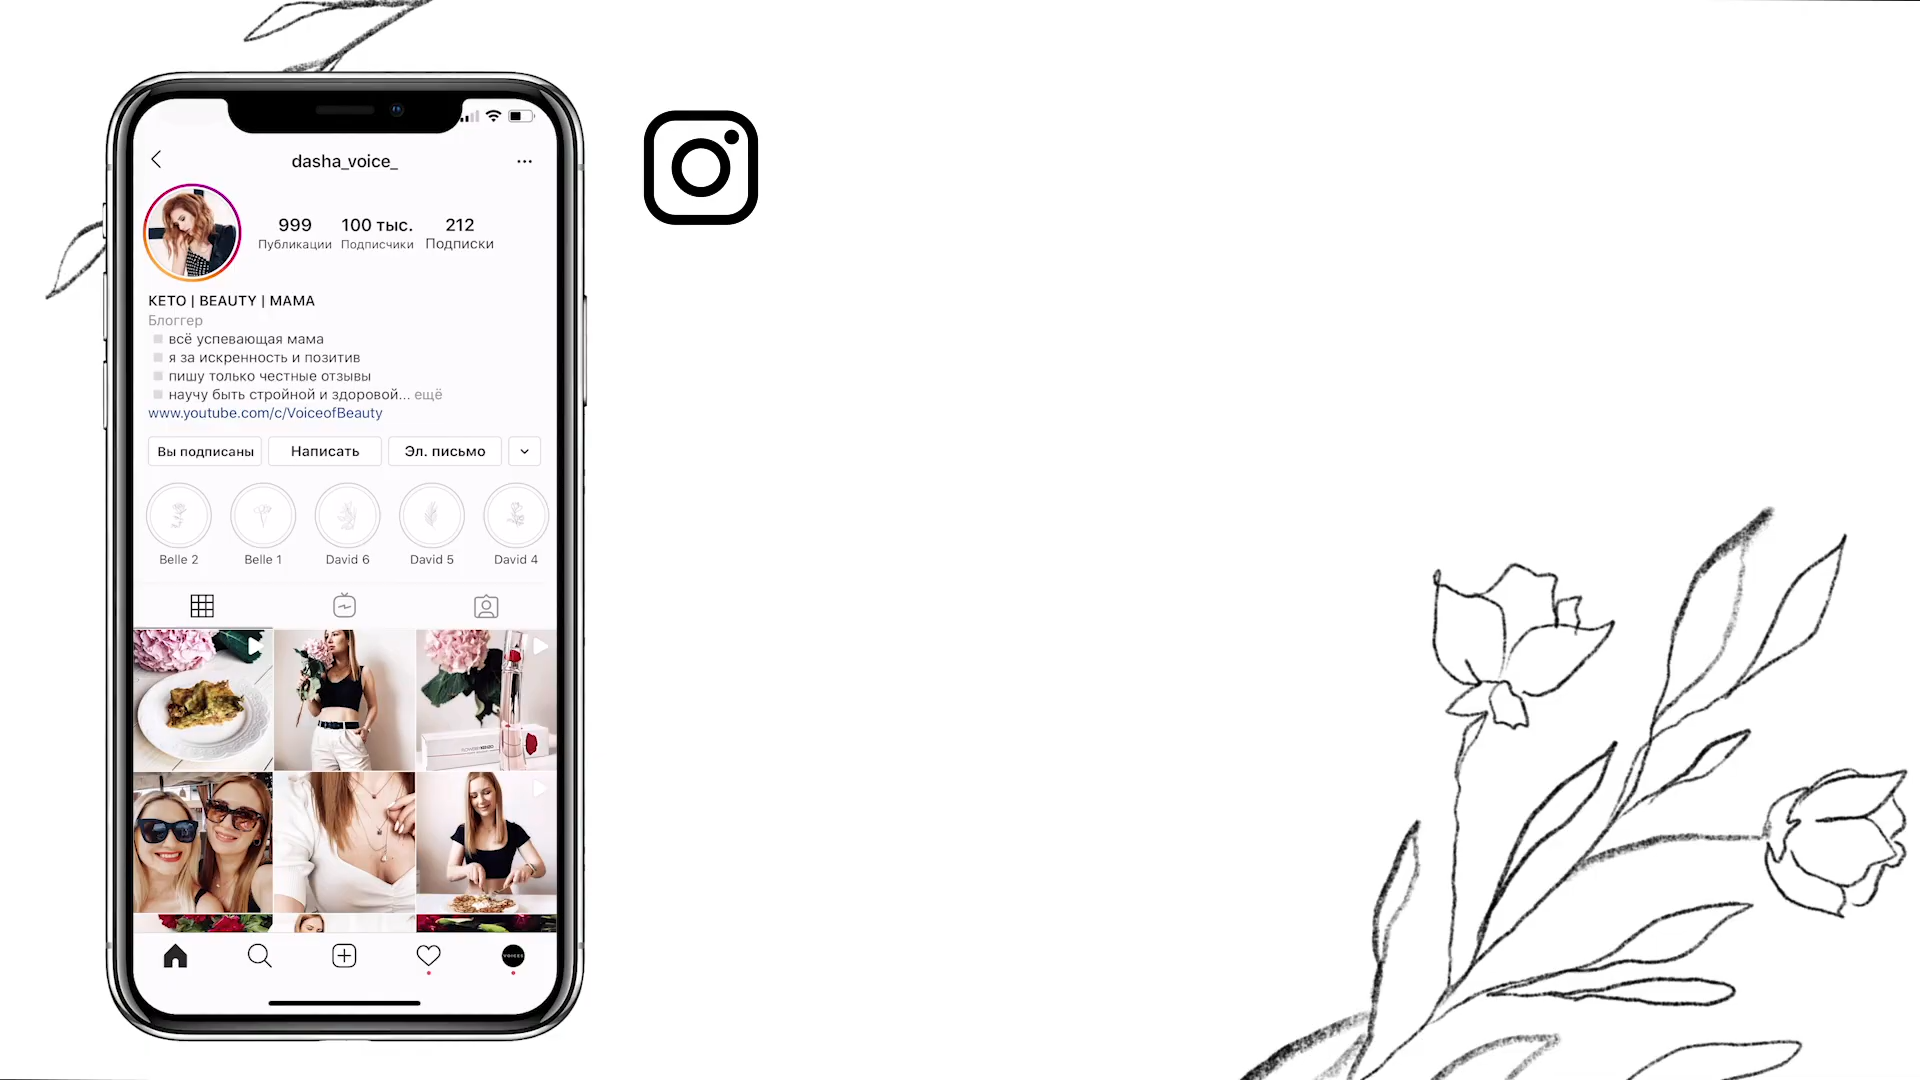 dasha_voice_
999 100 тыс. 212
Публикации Подписчики Подписки
КЕТО | BEAUTY | МАМА
Блоггер
всё успевающая мама
я за искренность и позитив
пишу только честные отзывы
научу быть стройной и здоровой... ещё
www.youtube.com/c/VoiceofBeauty
Вы подписаны Написать Эл. письмо
Belle 2 Belle 1 David 6 David 5 David 4